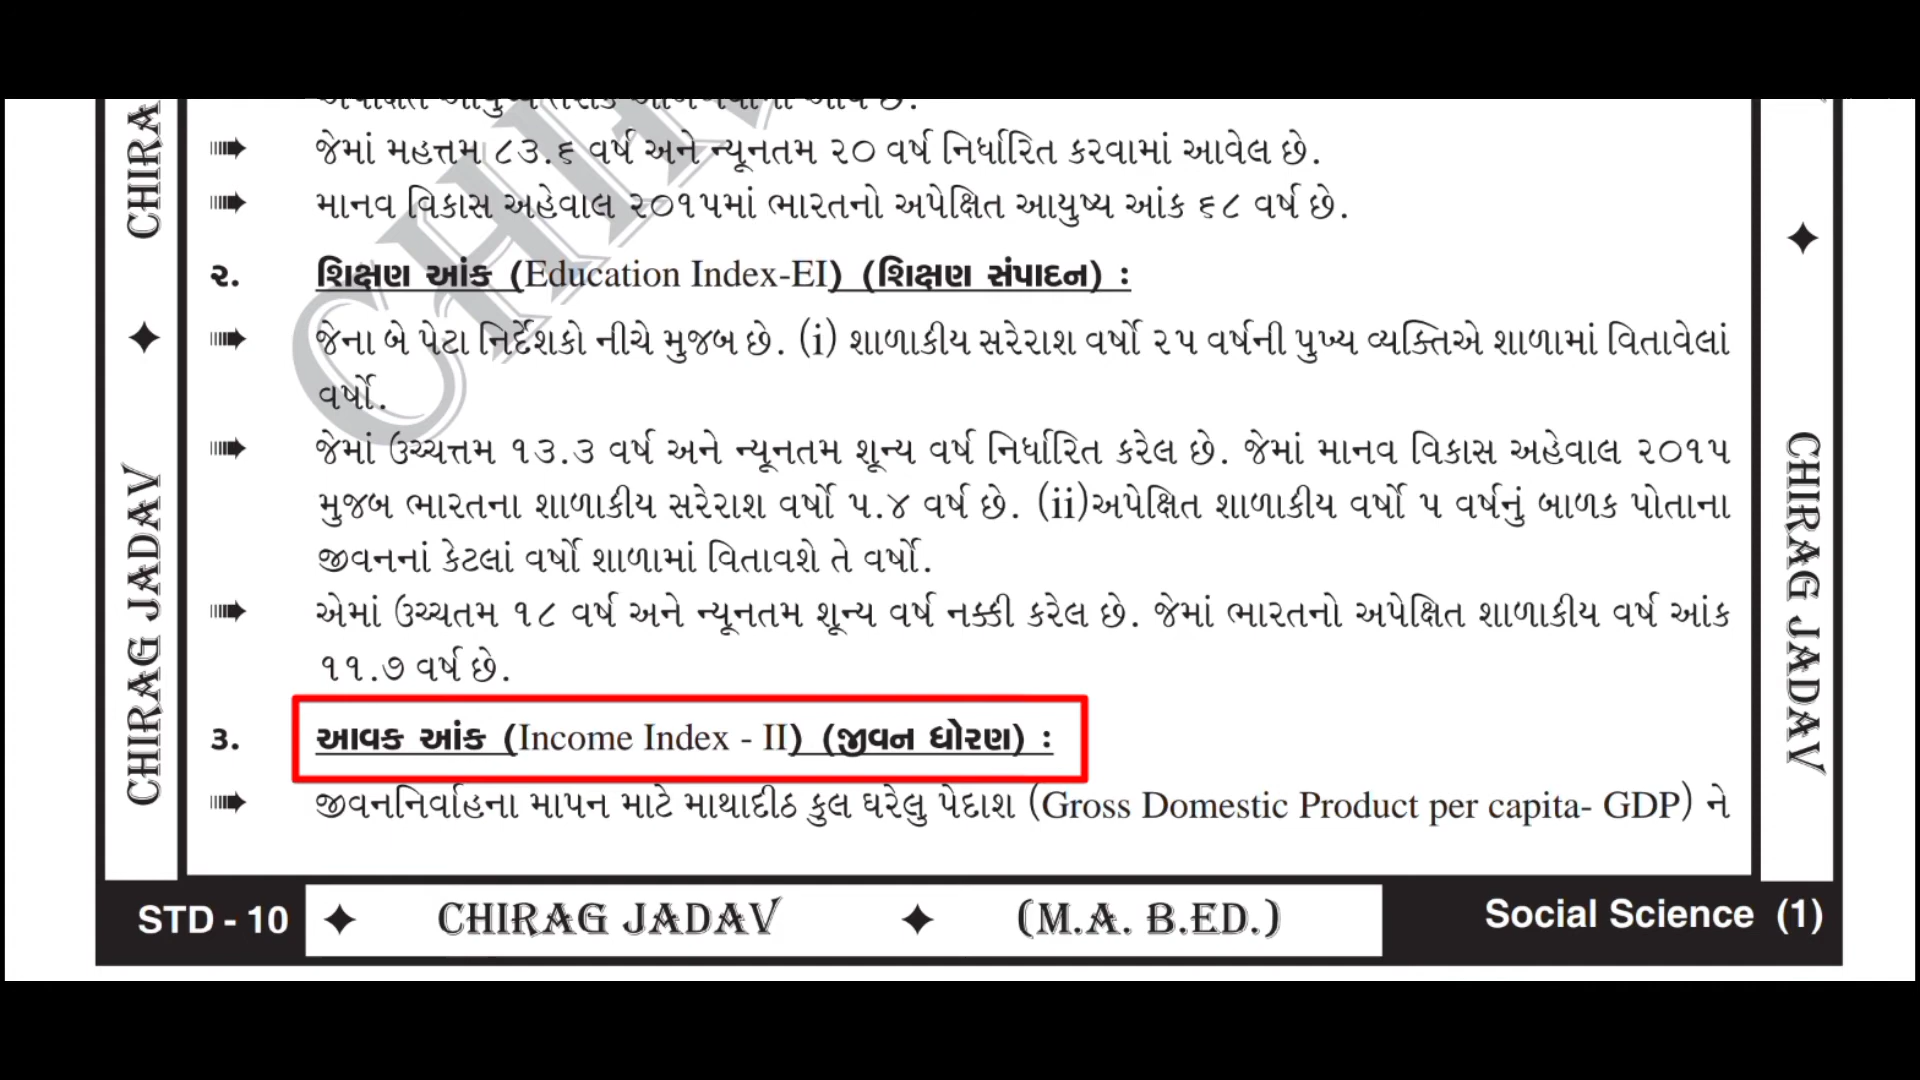 જેમાં મહત્તમ ૮૩.૬ વર્ષ અને ન્યૂનતમ ૨૦ વર્ષ નિર્ધારિત કરવામાં આવેલ છે.
માનવ વિકાસ અહેવાલ ૨૦૧૫માં ભારતનો અપેક્ષિત આયુષ્ય આંક ૬૮ વર્ષ છે.
૨. શિક્ષણ આંક (Education Index-EI) (શિક્ષણ સંપાદન) :
જેના બે પેટા નિર્દેશકો નીચે મુજબ છે. (i) શાળાકીય સરેરાશ વર્ષો ૨૫ વર્ષની પુખ્ય વ્યક્તિએ શાળામાં વિતાવેલાં
વર્ષો.
જેમાં ઉચ્ચત્તમ ૧૩.૩ વર્ષ અને ન્યૂનતમ શૂન્ય વર્ષ નિર્ધારિત કરેલ છે. જેમાં માનવ વિકાસ અહેવાલ ૨૦૧૫
મુજબ ભારતના શાળાકીય સરેરાશ વર્ષો ૫.૪ વર્ષ છે. (ii)અપેક્ષિત શાળાકીય વર્ષો ૫ વર્ષનું બાળક પોતાના
જીવનનાં કેટલાં વર્ષો શાળામાં વિતાવશે તે વર્ષો.
એમાં ઉચ્ચતમ ૧૮ વર્ષ અને ન્યૂનતમ શૂન્ય વર્ષ નક્કી કરેલ છે. જેમાં ભારતનો અપેક્ષિત શાળાકીય વર્ષ આંક
૧૧.૭ વર્ષ છે.
૩. આવક આંક (Income Index - II) (જીવન ધોરણ) :
જીવનનિર્વાહના માપન માટે માથાદીઠ કુલ ઘરેલુ પેદાશ (Gross Domestic Product per capita- GDP) ને
CHIRA
CHIRAG JADAV
CHIRAG JADAV
STD - 10 CHIRAG JADAV (M.A. B.ED.) Social Science (1)